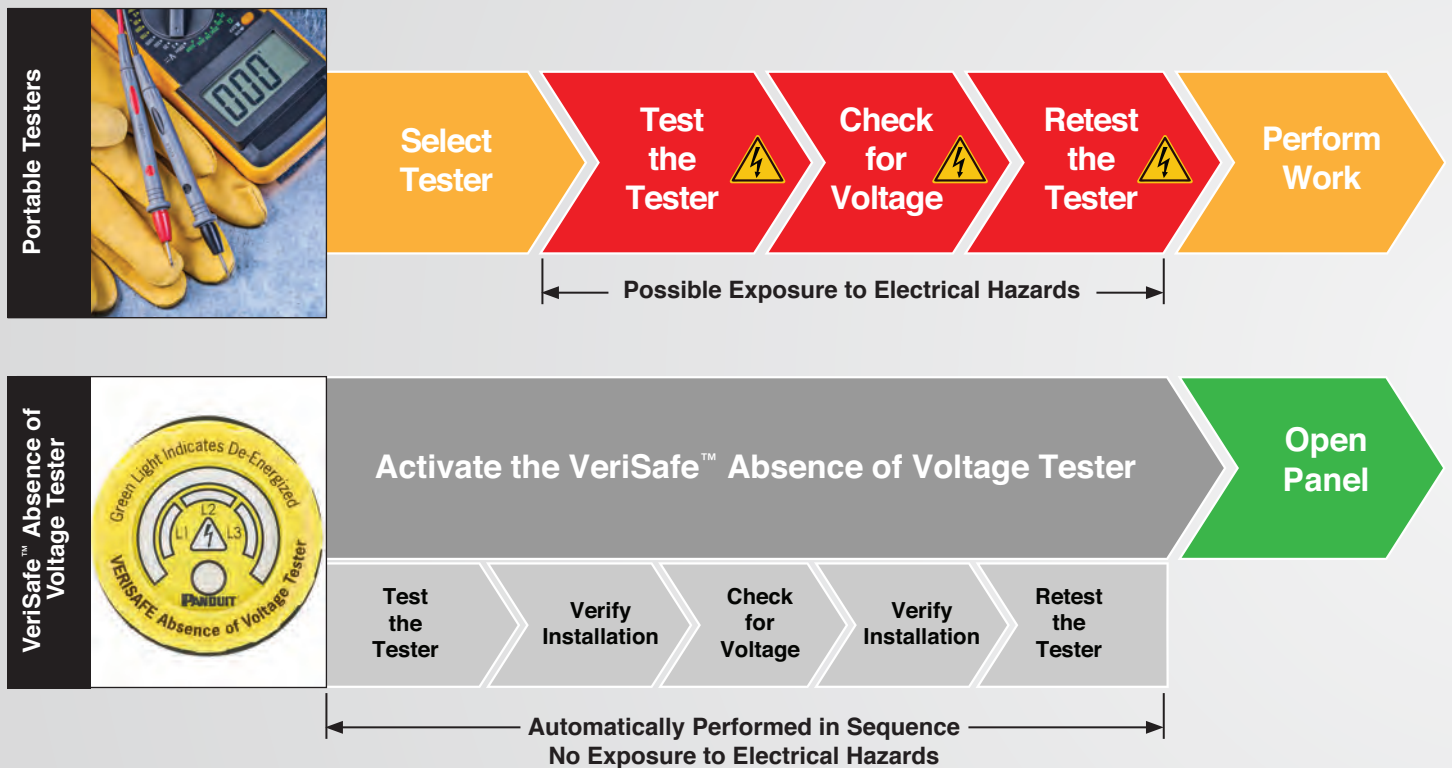 Portable Testers
000
Select
Tester
Test
the
Tester
Check
for
Voltage
Retest
the
Tester
Perform
Work
Possible Exposure to Electrical Hazards
VeriSafe™ Absence of
Voltage Tester
Green Light Indicates De-Energized
L1
L2
L3
PANDUIT
VERISAFE Absence of Voltage Tester
Activate the VeriSafe™ Absence of Voltage Tester
Open
Panel
Test
the
Tester
Verify
Installation
Check
for
Voltage
Verify
Installation
Retest
the
Tester
Automatically Performed in Sequence
No Exposure to Electrical Hazards